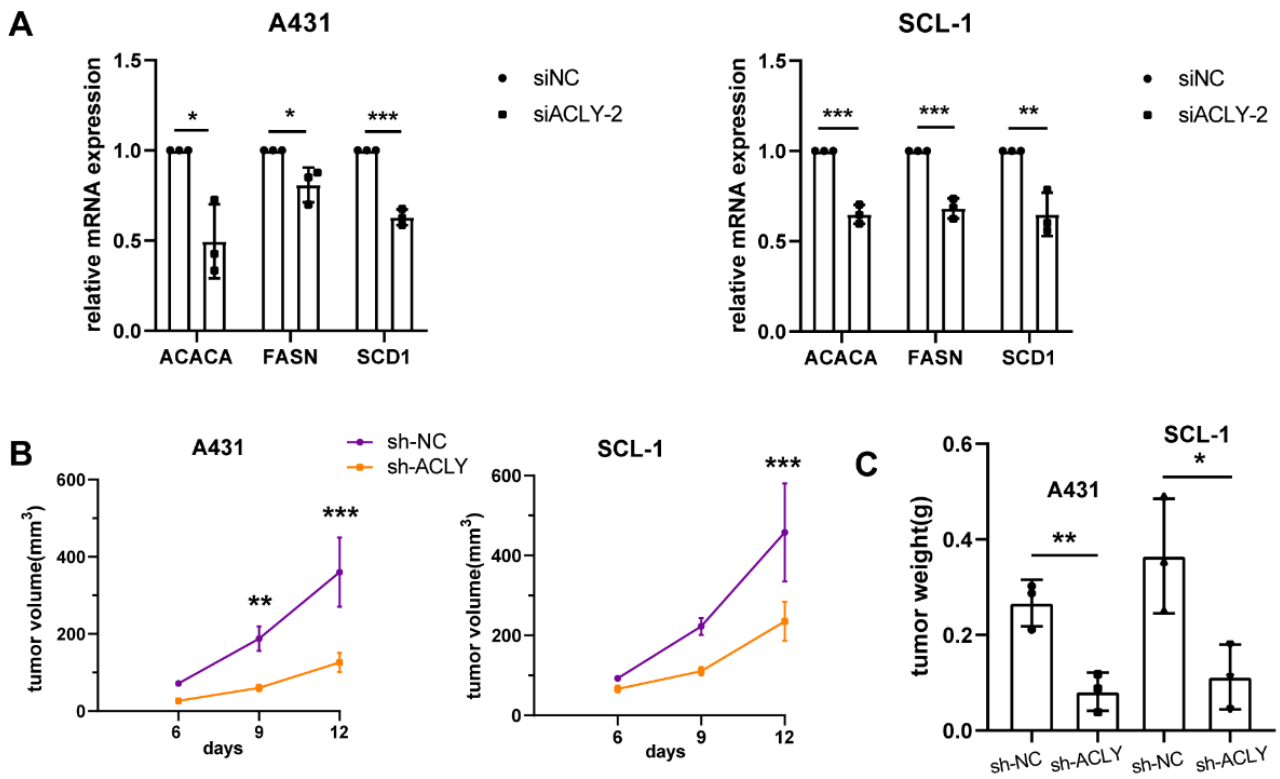 A
A431
relative mRNA expression
1.5
1.0
0.5
0.0
*
*
***
ACACA
FASN
SCD1
siNC
siACLY-2
SCL-1
relative mRNA expression
1.5
1.0
0.5
0.0
***
***
**
ACACA
FASN
SCD1
siNC
siACLY-2
B
A431
sh-NC
sh-ACLY
tumor volume(mm³)
600
400
200
0
**
***
6
9
12
days
SCL-1
tumor volume(mm³)
600
400
200
0
***
6
9
12
days
C
tumor weight(g)
0.6
0.4
0.2
0.0
A431
**
SCL-1
*
sh-NC
sh-ACLY
sh-NC
sh-ACLY